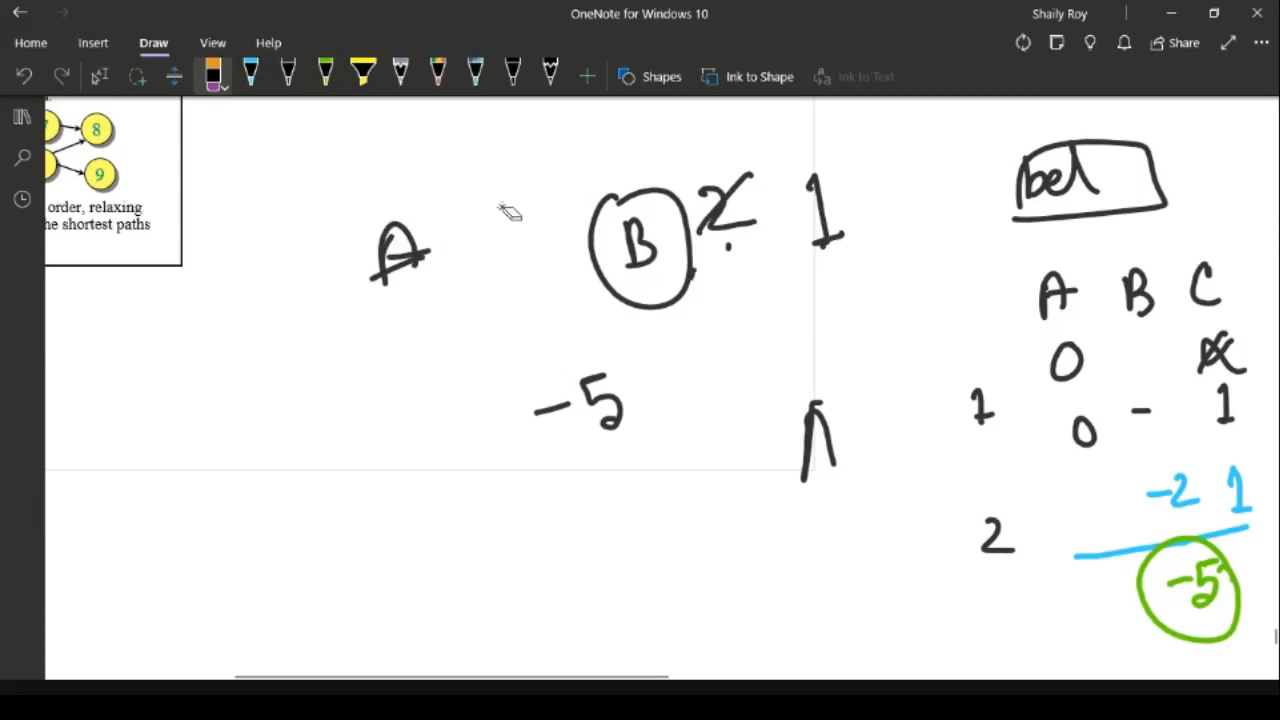 OneNote for Windows 10
Shaily Roy
Home Insert Draw View Help
Share
Shapes Ink to Shape Ink to Text
8
9
order, relaxing
he shortest paths
A B 2 1
-5
bel
A B C
0
1 0 - 1
-2 1
2
-5